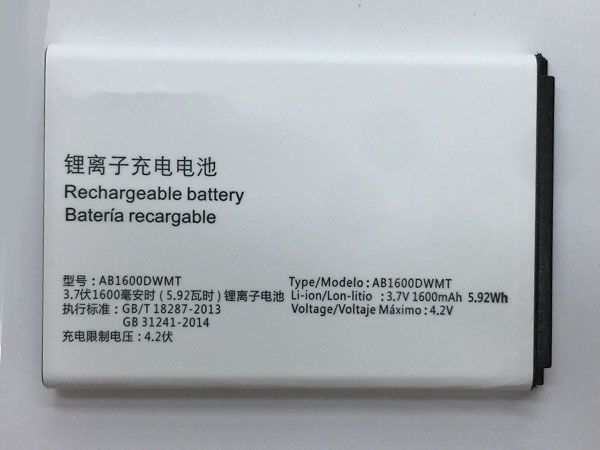 锂离子充电电池
Rechargeable battery
Batería recargable
型号：AB1600DWMT
3.7伏1600毫安时（5.92瓦时）锂离子电池
执行标准：GB/T 18287-2013
GB 31241-2014
充电限制电压：4.2伏
Type/Modelo : AB1600DWMT
Li-ion/Lon-litio : 3.7V 1600mAh 5.92Wh
Voltage/Voltaje Máximo : 4.2V